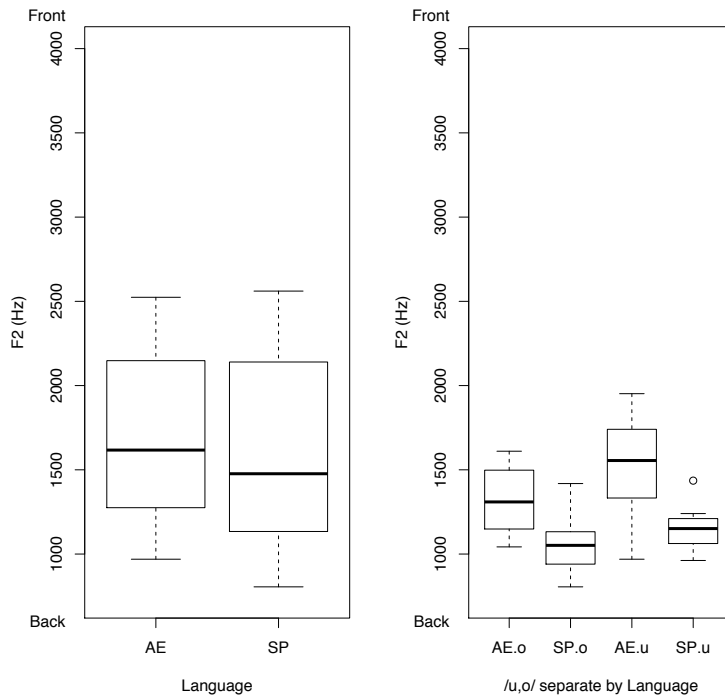 Front
4000
3500
3000
2500
2000
1500
1000
Back
F2 (Hz)
AE
SP
Language
Front
4000
3500
3000
2500
2000
1500
1000
Back
F2 (Hz)
AE.o
SP.o
AE.u
SP.u
/u,o/ separate by Language